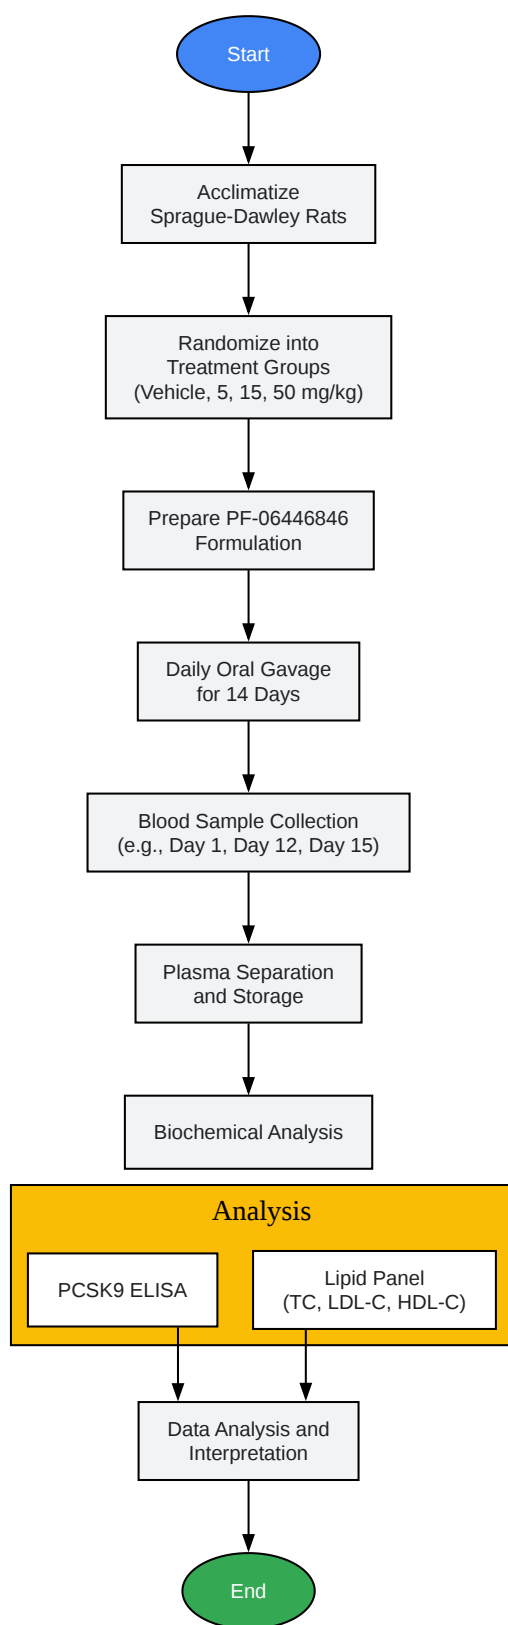 Start
Acclimatize
Sprague-Dawley Rats
Randomize into
Treatment Groups
(Vehicle, 5, 15, 50 mg/kg)
Prepare PF-06446846
Formulation
Daily Oral Gavage
for 14 Days
Blood Sample Collection
(e.g., Day 1, Day 12, Day 15)
Plasma Separation
and Storage
Biochemical Analysis
Analysis
PCSK9 ELISA
Lipid Panel
(TC, LDL-C, HDL-C)
Data Analysis and
Interpretation
End